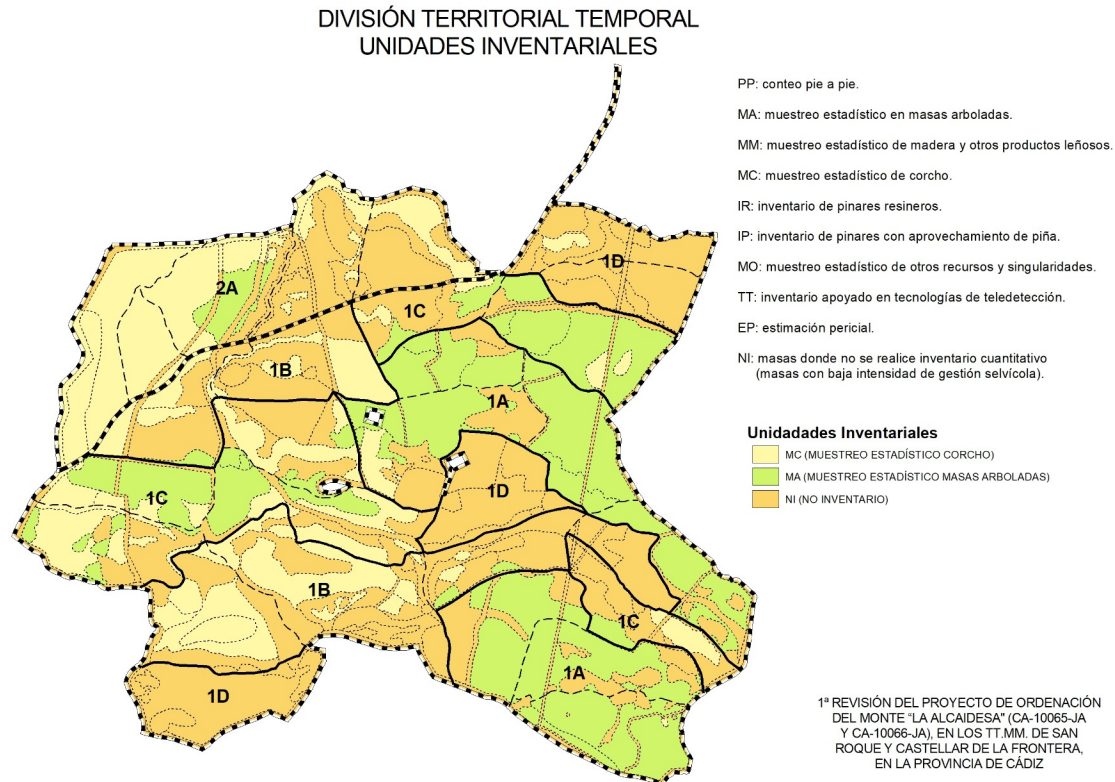 DIVISIÓN TERRITORIAL TEMPORAL
UNIDADES INVENTARIALES
PP: conteo pie a pie.
MA: muestreo estadístico en masas arboladas.
MM: muestreo estadístico de madera y otros productos leñosos.
MC: muestreo estadístico de corcho.
IR: inventario de pinares resineros.
IP: inventario de pinares con aprovechamiento de piña.
MO: muestreo estadístico de otros recursos y singularidades.
TT: inventario apoyado en tecnologías de teledetección.
EP: estimación pericial.
NI: masas donde no se realice inventario cuantitativo
(masas con baja intensidad de gestión selvícola).
Unidadades Inventariales
MC (MUESTREO ESTADÍSTICO CORCHO)
MA (MUESTREO ESTADÍSTICO MASAS ARBOLADAS)
NI (NO INVENTARIO)
1D
2A
1C
1B
1A
1C
1D
1B
1C
1A
1D
1ª REVISIÓN DEL PROYECTO DE ORDENACIÓN
DEL MONTE "LA ALCAIDESA" (CA-10065-JA
Y CA-10066-JA), EN LOS TT.MM. DE SAN
ROQUE Y CASTELLAR DE LA FRONTERA,
EN LA PROVINCIA DE CÁDIZ